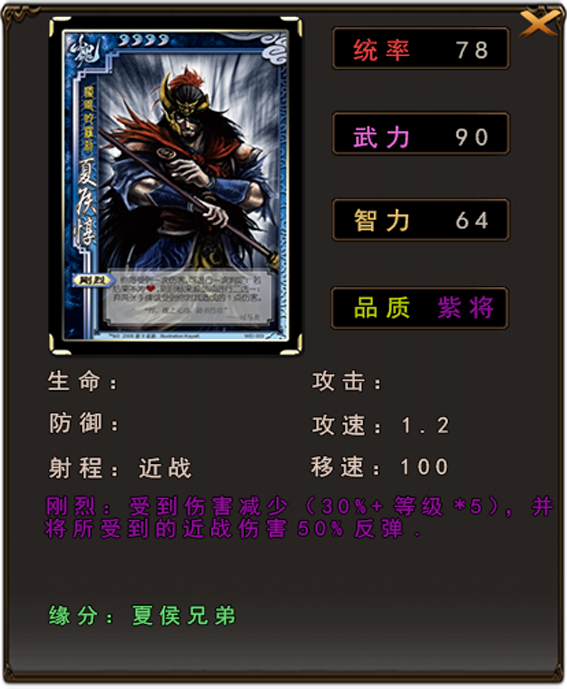 魏
夏侯惇
刚烈
统率 78
武力 90
智力 64
品质 紫将
生命：
攻击：
防御：
攻速：1.2
射程：近战
移速：100
刚烈：受到伤害减少（30%+等级*5），并
将所受到的近战伤害50%反弹.
缘分：夏侯兄弟